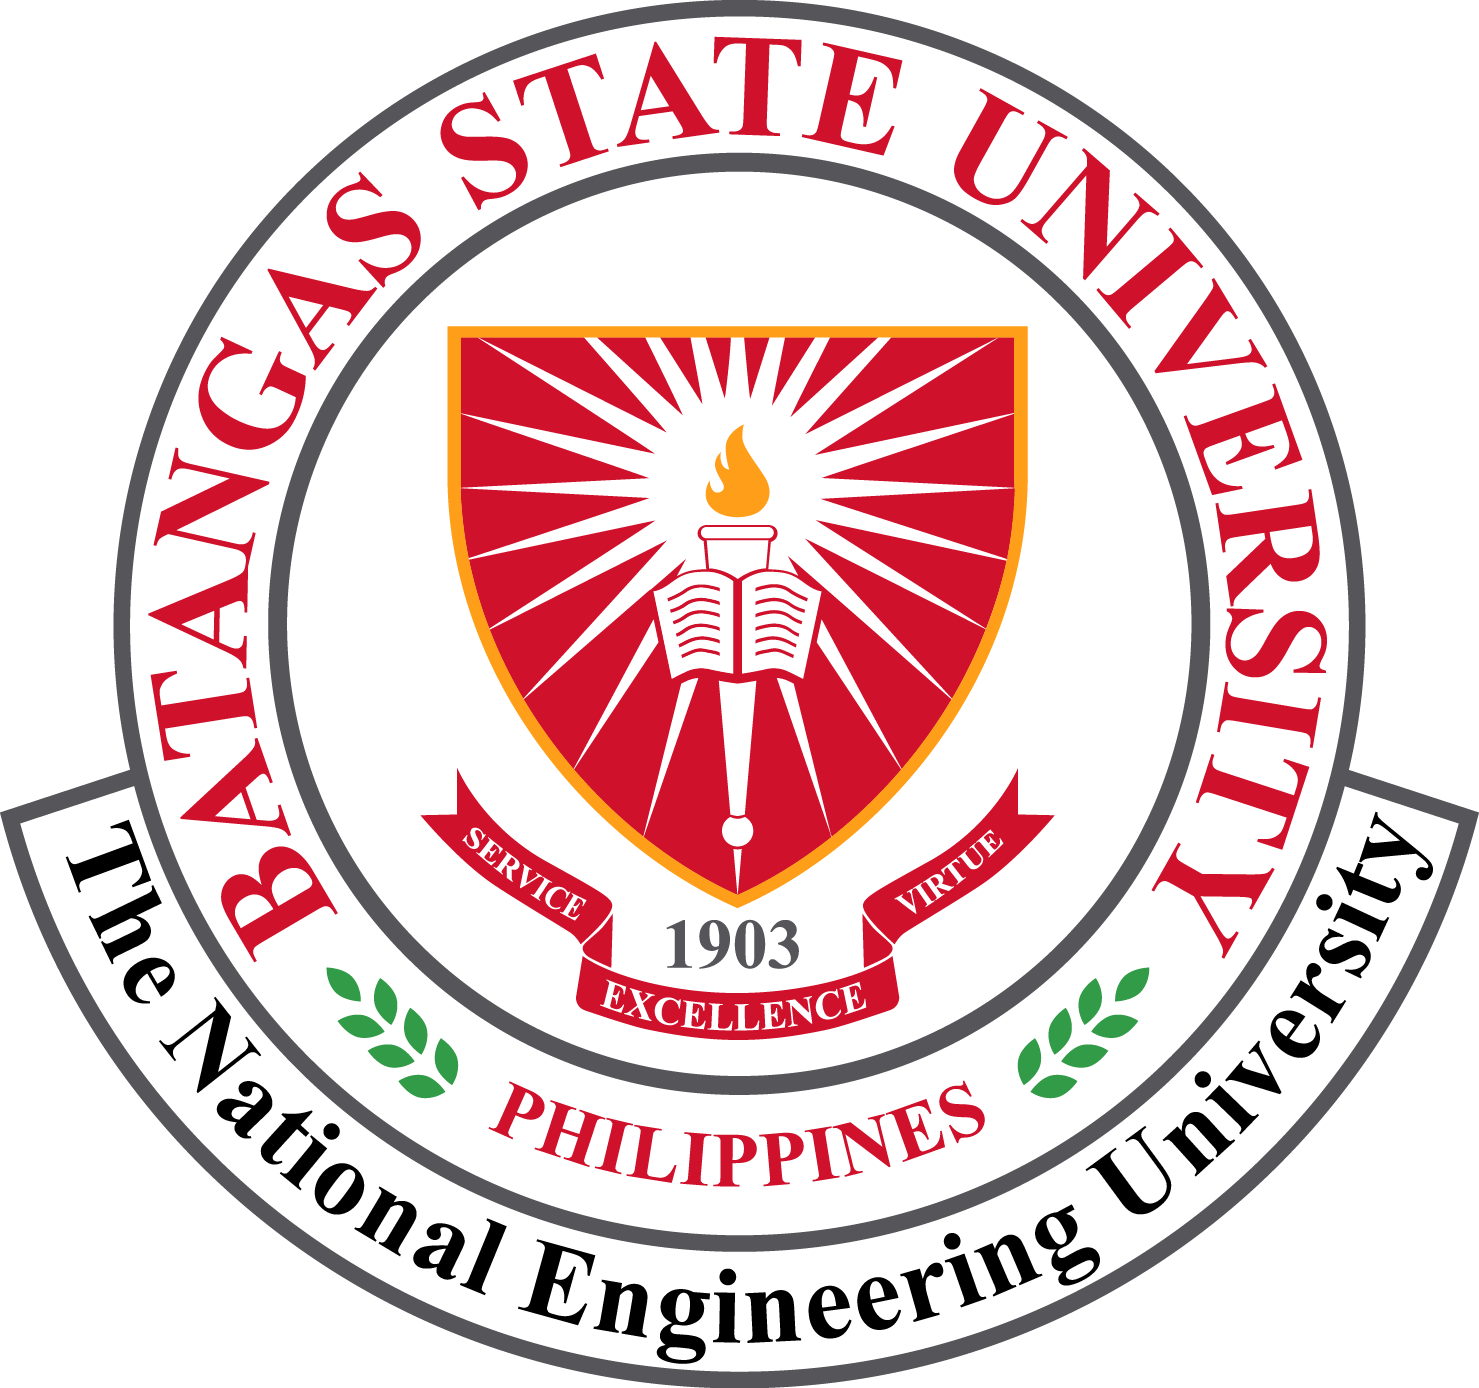 BATANGAS STATE UNIVERSITY
SERVICE
EXCELLENCE
VIRTUE
1903
PHILIPPINES
The National Engineering University